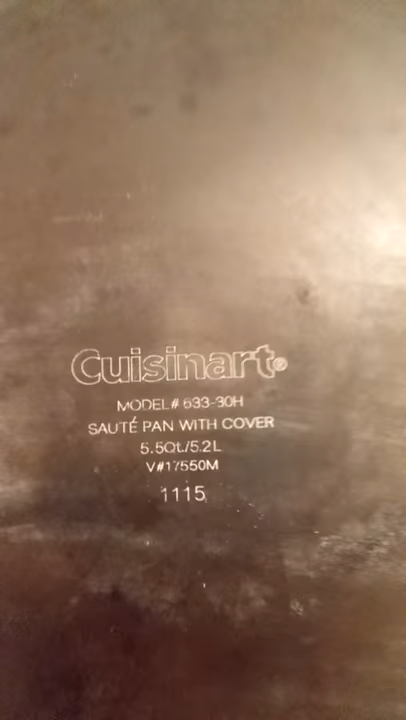 Cuisinart®
MODEL# 633-30H
SAUTÉ PAN WITH COVER
5.5Qt./5.2L
V#17550M
1115